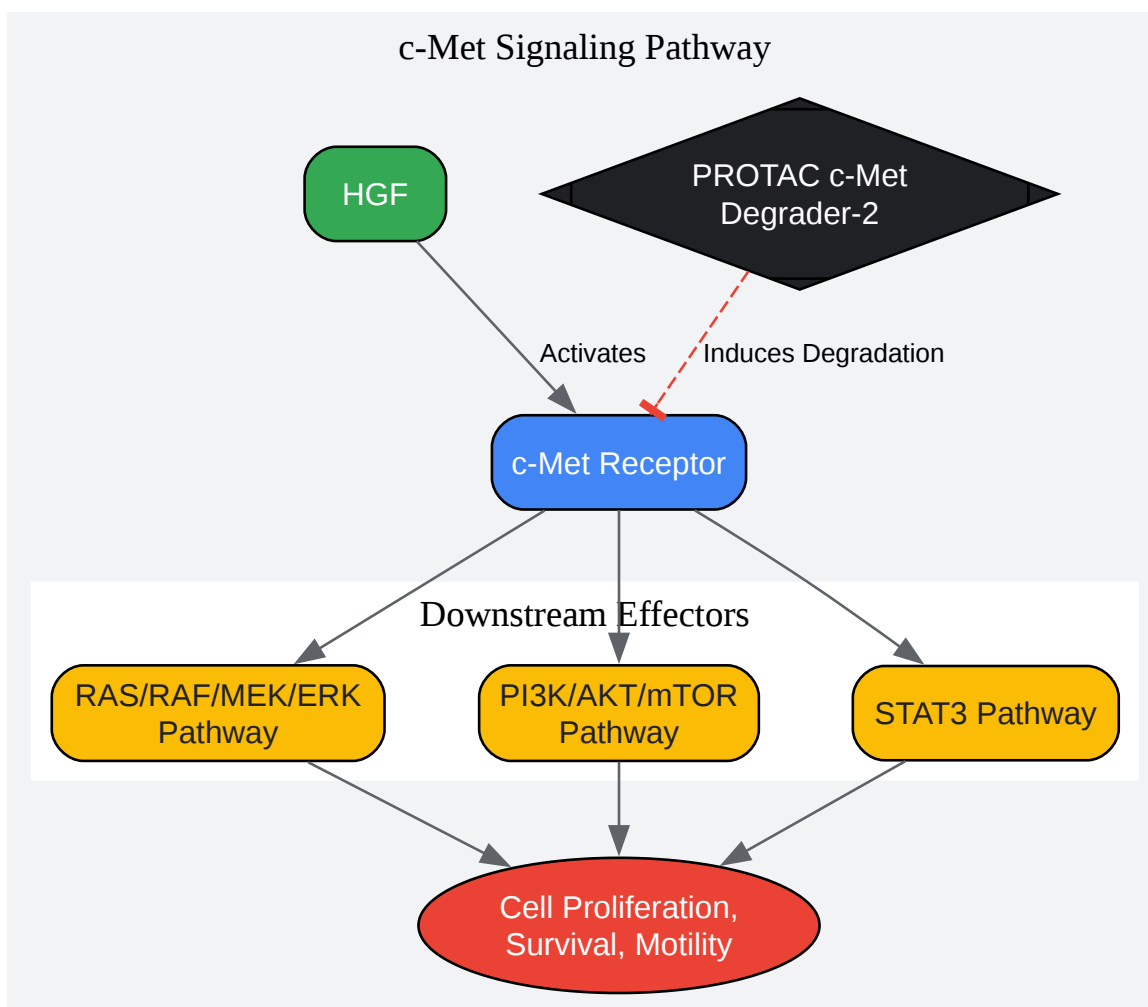 c-Met Signaling Pathway
HGF
PROTAC c-Met
Degrader-2
Activates
Induces Degradation
c-Met Receptor
Downstream Effectors
RAS/RAF/MEK/ERK
Pathway
PI3K/AKT/mTOR
Pathway
STAT3 Pathway
Cell Proliferation,
Survival, Motility